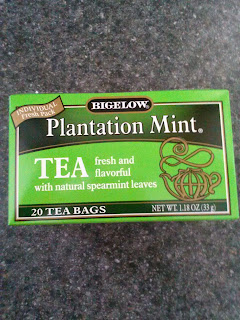 INDIVIDUAL
Fresh Pack
BIGELOW®
Plantation Mint®
TEA fresh and
flavorful
with natural spearmint leaves
20 TEA BAGS NET WT. 1.18 OZ (33 g)